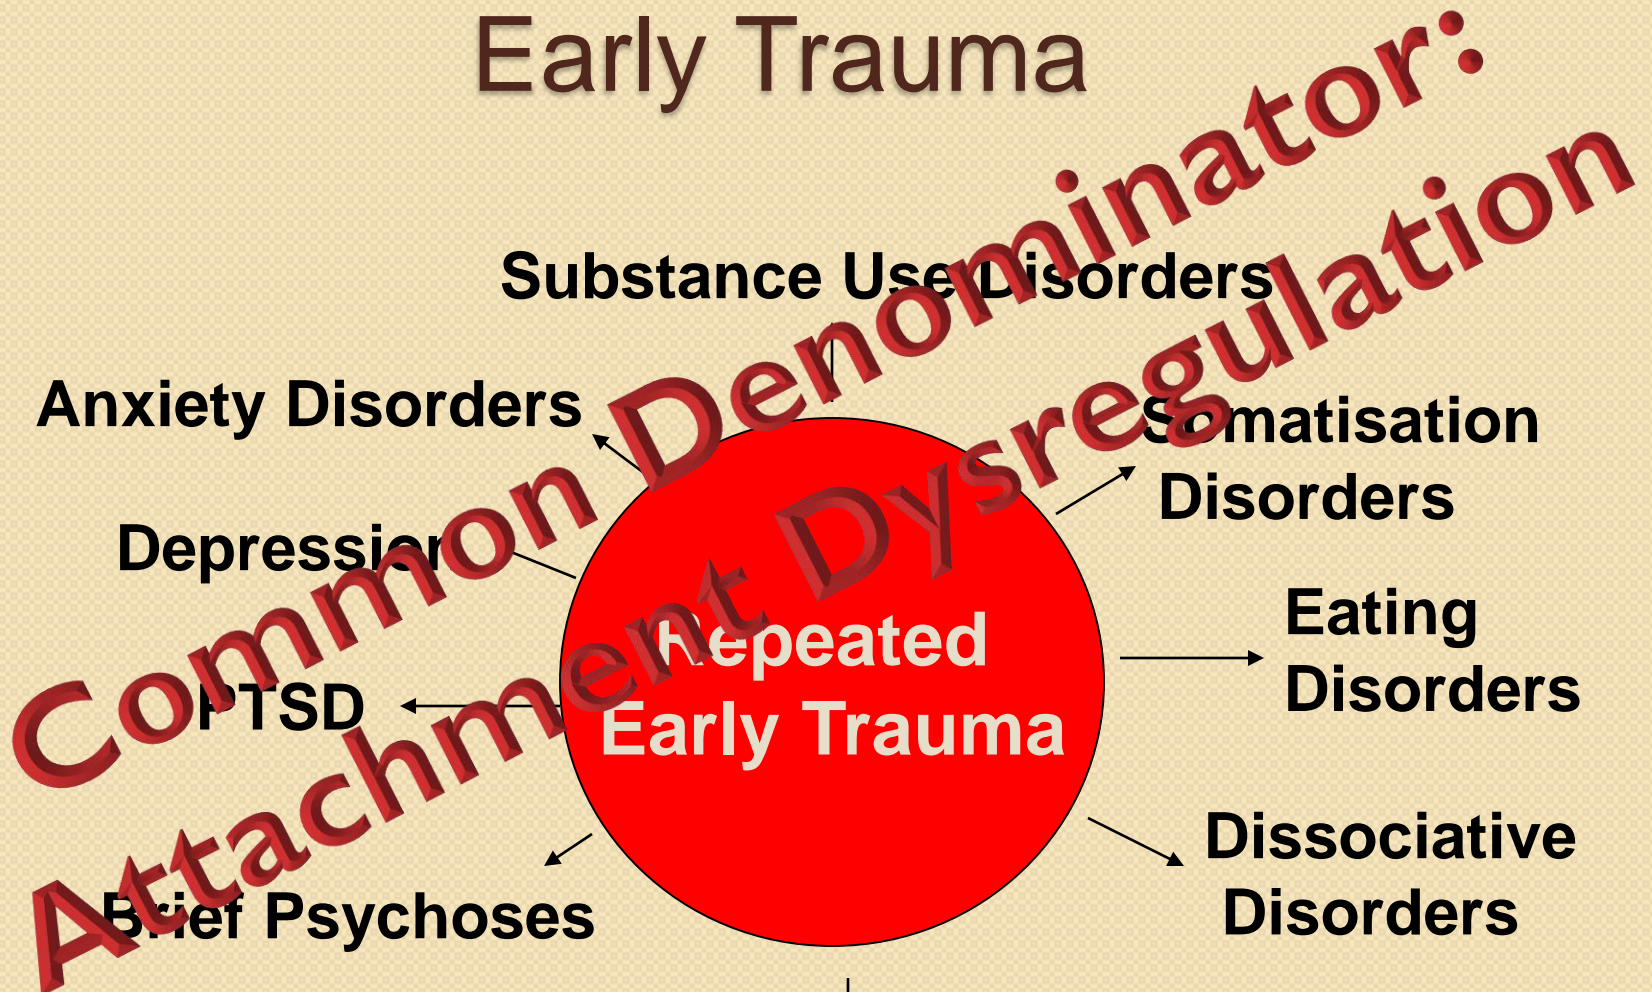 Early Trauma
Common Denominator:
Attachment Dysregulation
Substance Use Disorders
Anxiety Disorders
Somatisation
Disorders
Depression
Eating
Disorders
Repeated
Early Trauma
PTSD
Dissociative
Disorders
Brief Psychoses